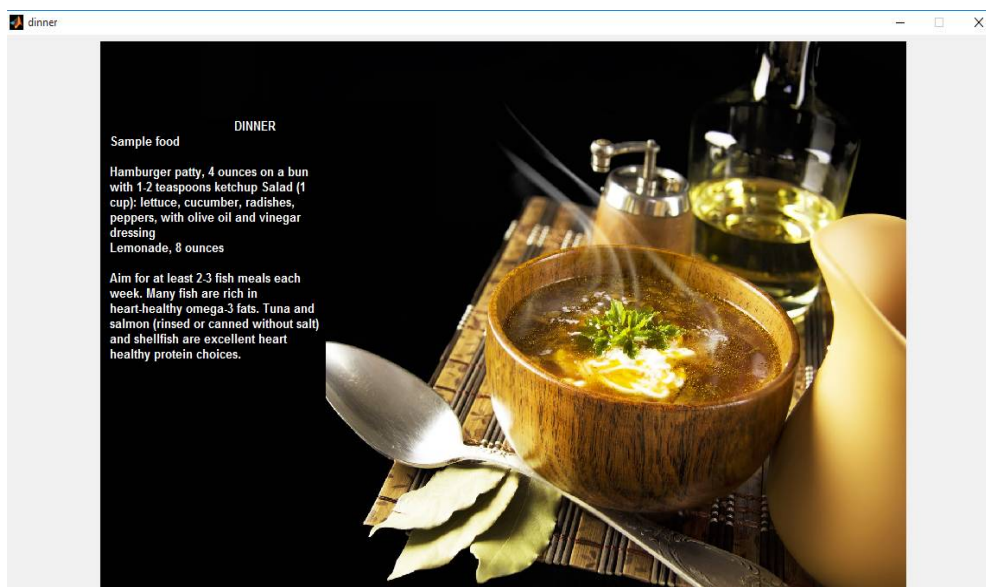 dinner
DINNER
Sample food
Hamburger patty, 4 ounces on a bun
with 1-2 teaspoons ketchup Salad (1
cup): lettuce, cucumber, radishes,
peppers, with olive oil and vinegar
dressing
Lemonade, 8 ounces
Aim for at least 2-3 fish meals each
week. Many fish are rich in
heart-healthy omega-3 fats. Tuna and
salmon (rinsed or canned without salt)
and shellfish are excellent heart
healthy protein choices.